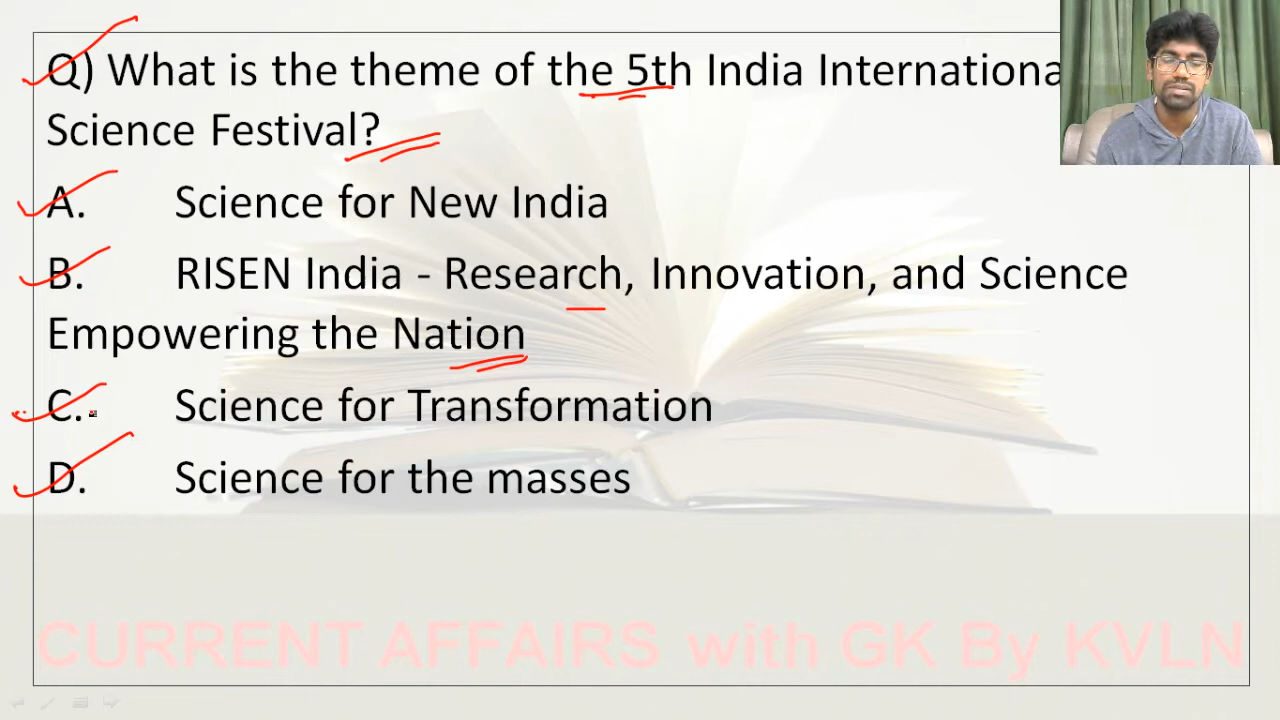 Q) What is the theme of the 5th India Internationa
Science Festival?
A. Science for New India
B. RISEN India - Research, Innovation, and Science
Empowering the Nation
C. Science for Transformation
D. Science for the masses
CURRENT AFFAIRS with GK By KVLN